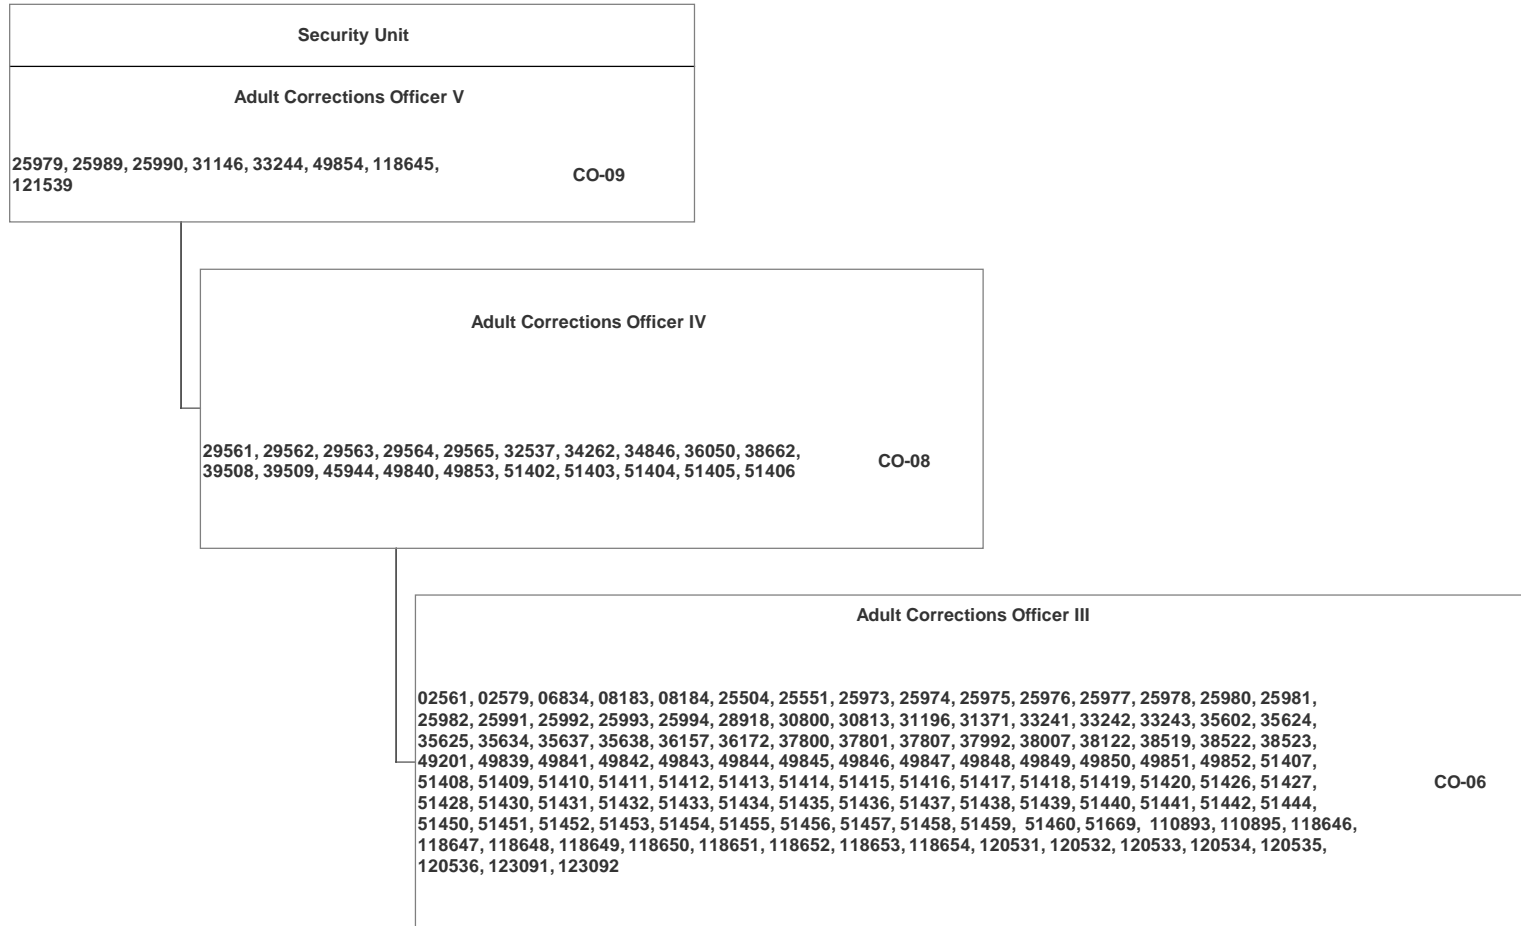 Security Unit
Adult Corrections Officer V
25979, 25989, 25990, 31146, 33244, 49854, 118645,
121539
CO-09
Adult Corrections Officer IV
29561, 29562, 29563, 29564, 29565, 32537, 34262, 34846, 36050, 38662,
39508, 39509, 45944, 49840, 49853, 51402, 51403, 51404, 51405, 51406
CO-08
Adult Corrections Officer III
02561, 02579, 06834, 08183, 08184, 25504, 25551, 25973, 25974, 25975, 25976, 25977, 25978, 25980, 25981,
25982, 25991, 25992, 25993, 25994, 28918, 30800, 30813, 31196, 31371, 33241, 33242, 33243, 35602, 35624,
35625, 35634, 35637, 35638, 36157, 36172, 37800, 37801, 37807, 37992, 38007, 38122, 38519, 38522, 38523,
49201, 49839, 49841, 49842, 49843, 49844, 49845, 49846, 49847, 49848, 49849, 49850, 49851, 49852, 51407,
51408, 51409, 51410, 51411, 51412, 51413, 51414, 51415, 51416, 51417, 51418, 51419, 51420, 51426, 51427,
51428, 51430, 51431, 51432, 51433, 51434, 51435, 51436, 51437, 51438, 51439, 51440, 51441, 51442, 51444,
51450, 51451, 51452, 51453, 51454, 51455, 51456, 51457, 51458, 51459, 51460, 51669, 110893, 110895, 118646,
118647, 118648, 118649, 118650, 118651, 118652, 118653, 118654, 120531, 120532, 120533, 120534, 120535,
120536, 123091, 123092
CO-06